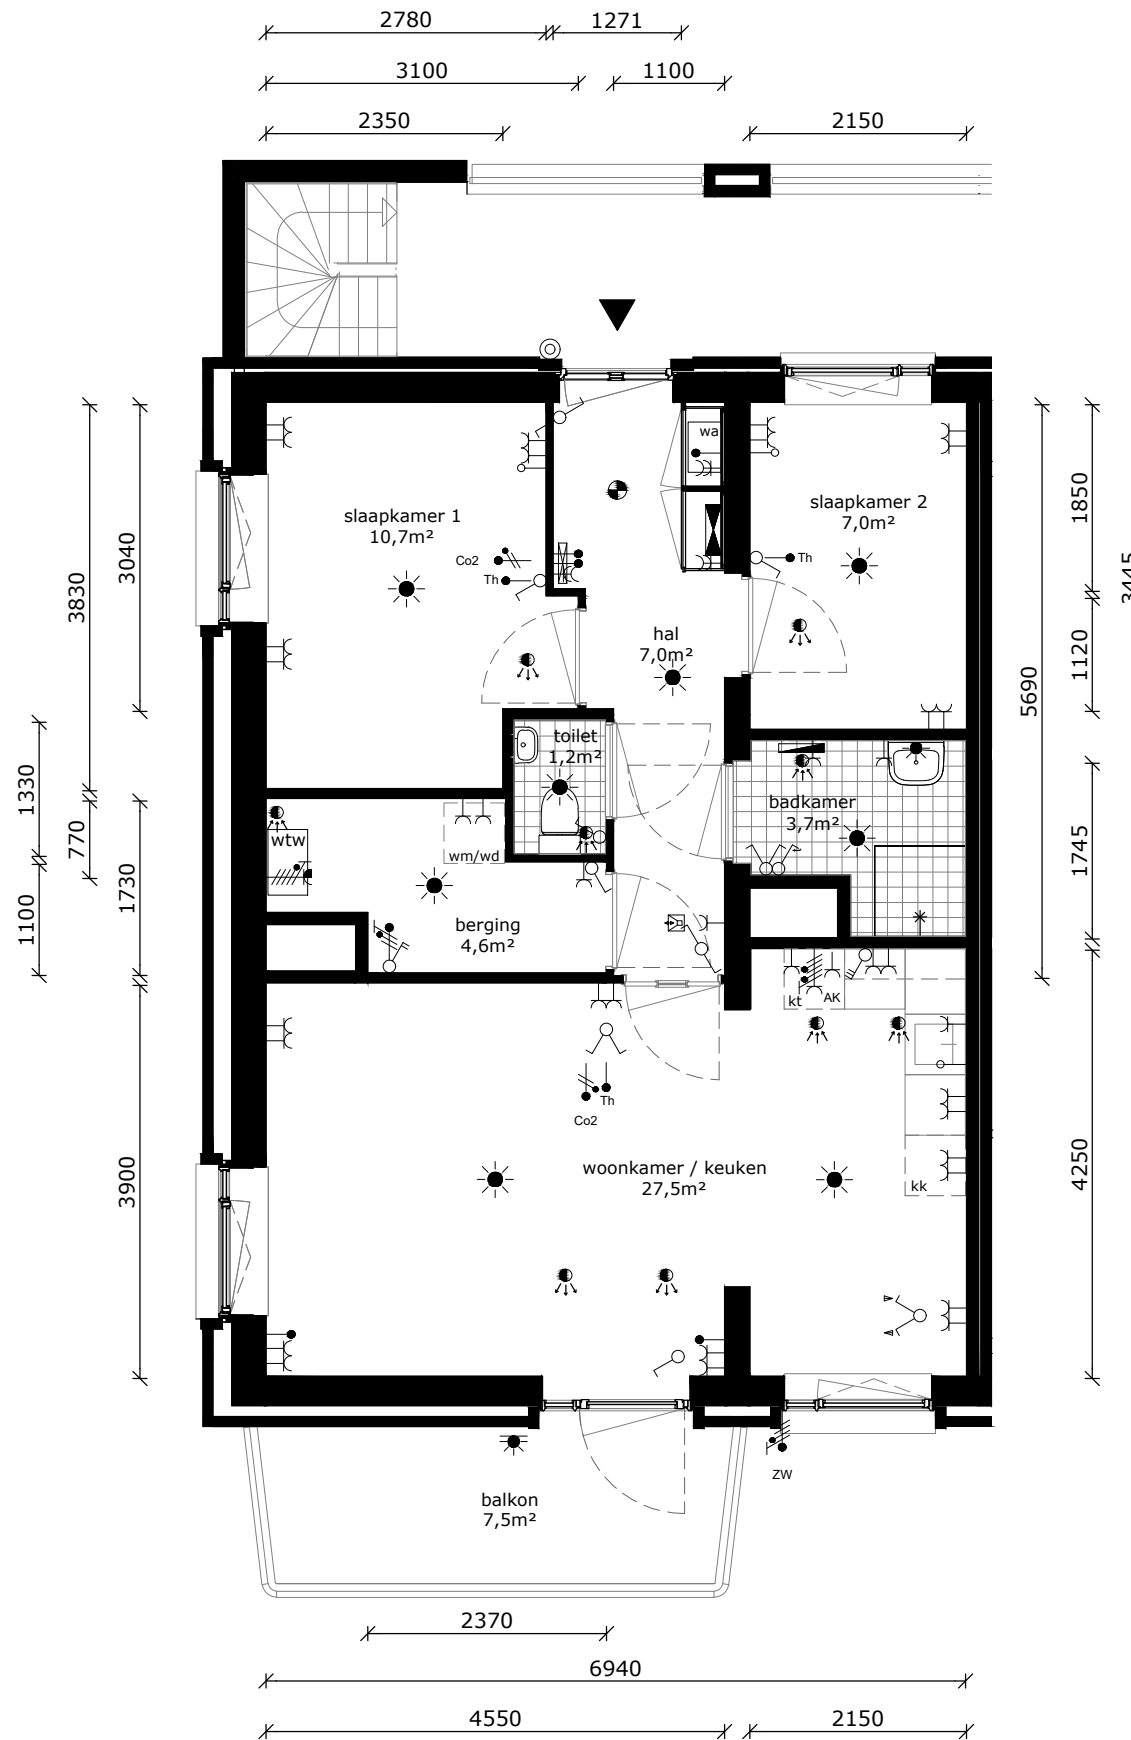 2780
1271
3100
1100
2350
2150
wa
slaapkamer 1
10,7m²
slaapkamer 2
7,0m²
Co2
Th
Th
hal
7,0m²
3830
3040
1850
1120
3445
5690
toilet
1,2m²
badkamer
3,7m²
1330
770
1100
1730
1745
wtw
wm/wd
berging
4,6m²
kt
AK
Th
Co2
woonkamer / keuken
27,5m²
kk
3900
4250
ZW
balkon
7,5m²
2370
6940
4550
2150